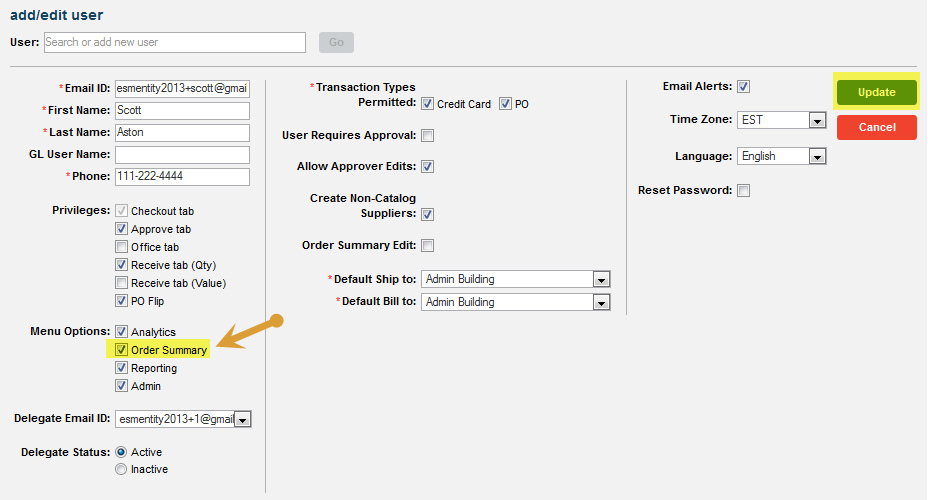 add/edit user
User: Search or add new user Go
*Email ID: esmentity2013+scott@gmai
*First Name: Scott
*Last Name: Aston
GL User Name:
*Phone: 111-222-4444
Privileges: Checkout tab
Approve tab
Office tab
Receive tab (Qty)
Receive tab (Value)
PO Flip
Menu Options: Analytics
Order Summary
Reporting
Admin
Delegate Email ID: esmentity2013+1@gmail
Delegate Status: Active
Inactive
*Transaction Types
Permitted: Credit Card PO
User Requires Approval:
Allow Approver Edits:
Create Non-Catalog
Suppliers:
Order Summary Edit:
*Default Ship to: Admin Building
*Default Bill to: Admin Building
Email Alerts:
Time Zone: EST
Language: English
Reset Password:
Update
Cancel